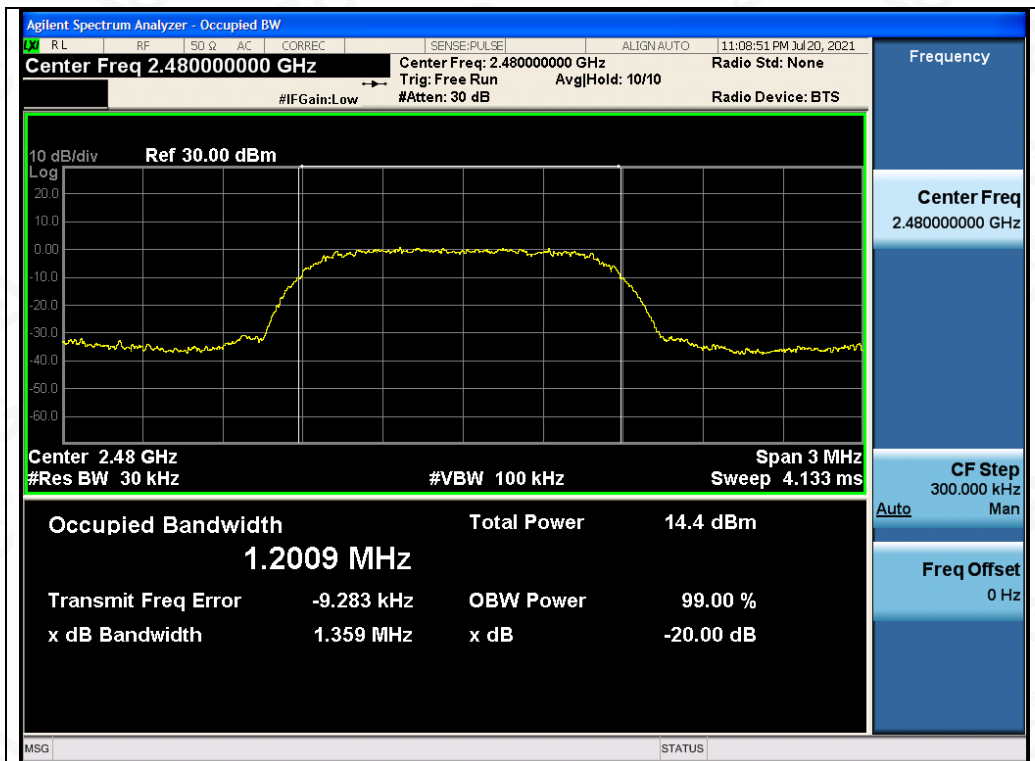 Agilent Spectrum Analyzer - Occupied BW
LXI RL RF 50 Ω AC CORREC SENSE:PULSE ALIGN AUTO 11:08:51 PM Jul 20, 2021
Center Freq 2.480000000 GHz
Center Freq: 2.480000000 GHz
Radio Std: None
Trig: Free Run Avg|Hold: 10/10
#IFGain:Low
#Atten: 30 dB
Radio Device: BTS
10 dB/div Ref 30.00 dBm
Log
20.0
10.0
0.00
-10.0
-20.0
-30.0
-40.0
-50.0
-60.0
Center 2.48 GHz Span 3 MHz
#Res BW 30 kHz #VBW 100 kHz Sweep 4.133 ms
Occupied Bandwidth Total Power 14.4 dBm
1.2009 MHz
Transmit Freq Error -9.283 kHz OBW Power 99.00 %
x dB Bandwidth 1.359 MHz x dB -20.00 dB
Frequency
Center Freq
2.480000000 GHz
CF Step
300.000 kHz
Auto Man
Freq Offset
0 Hz
MSG STATUS